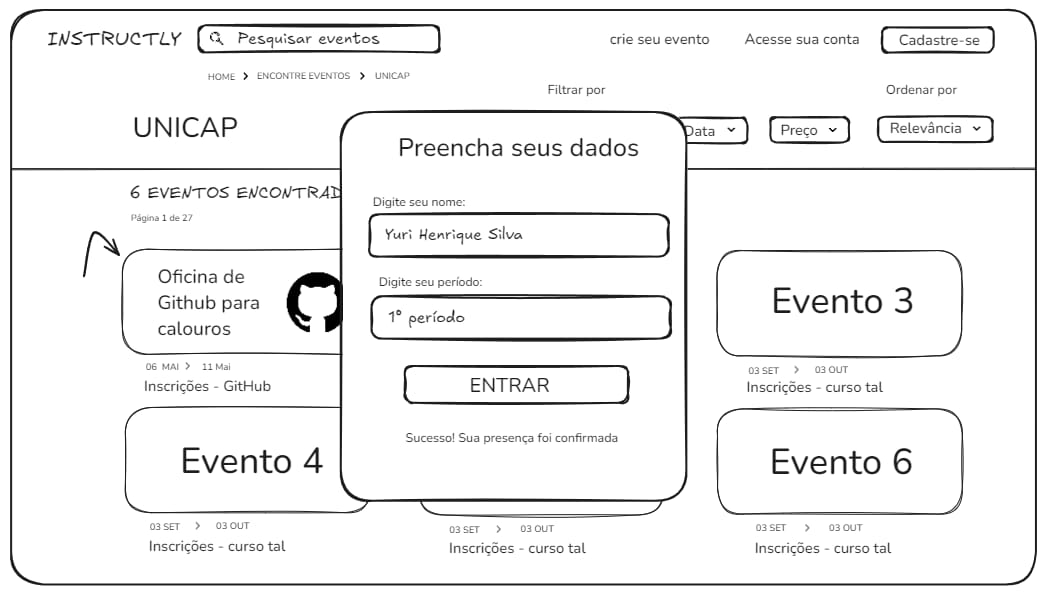 INSTRUCTLY
Pesquisar eventos
crie seu evento
Acesse sua conta
Cadastre-se
HOME > ENCONTRE EVENTOS > UNICAP
Filtrar por
Ordenar por
UNICAP
Data
Preço
Relevância
6 EVENTOS ENCONTRAD
Página 1 de 27
Preencha seus dados
Digite seu nome:
Yuri Henrique Silva
Digite seu período:
1º período
ENTRAR
Sucesso! Sua presença foi confirmada
Oficina de
Github para
calouros
06 MAI > 11 Mai
Inscrições - GitHub
Evento 3
03 SET > 03 OUT
Inscrições - curso tal
Evento 4
03 SET > 03 OUT
Inscrições - curso tal
03 SET > 03 OUT
Inscrições - curso tal
Evento 6
03 SET > 03 OUT
Inscrições - curso tal